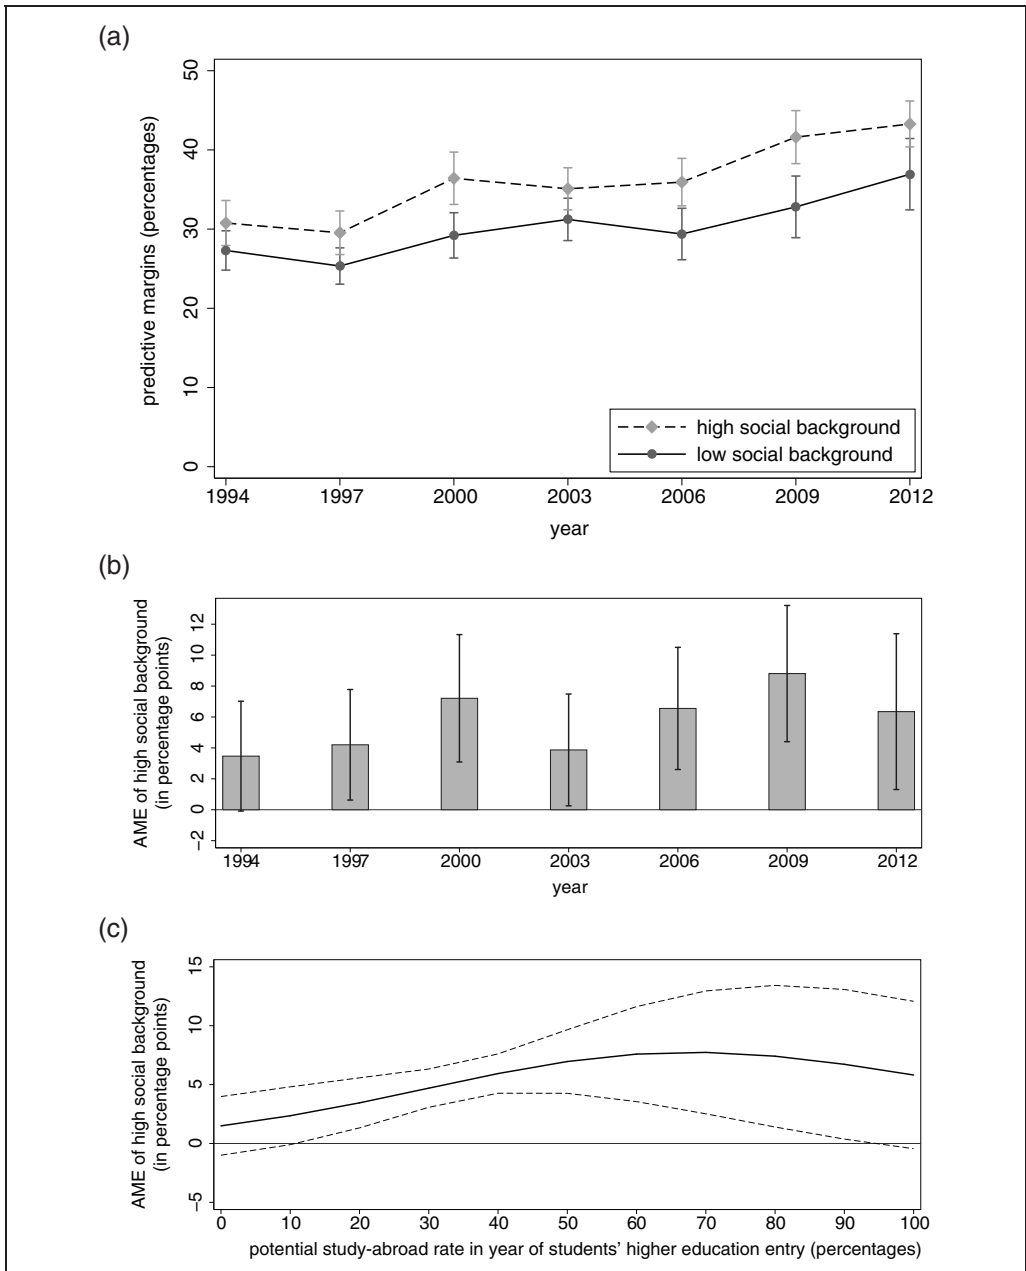 (a)
predictive margins (percentages)
50
40
30
20
10
0
high social background
low social background
1994 1997 2000 2003 2006 2009 2012
year
(b)
AME of high social background
(in percentage points)
12
10
8
6
4
2
0
−2
1994 1997 2000 2003 2006 2009 2012
year
(c)
AME of high social background
(in percentage points)
15
10
5
0
−5
0 10 20 30 40 50 60 70 80 90 100
potential study-abroad rate in year of students’ higher education entry (percentages)